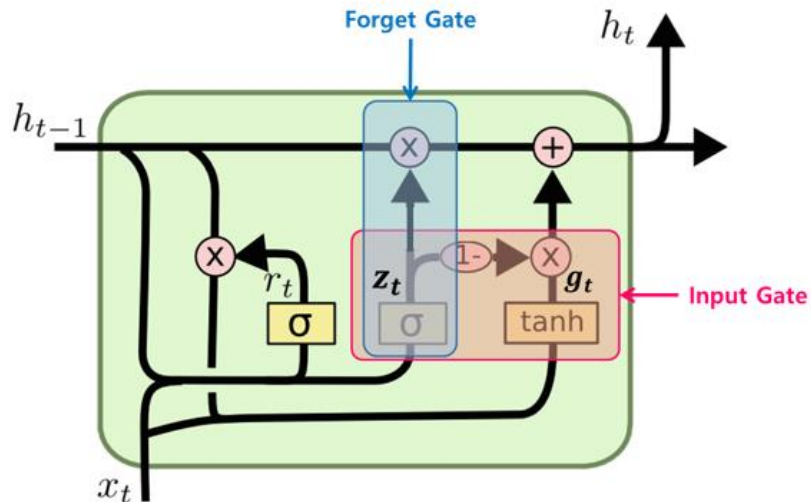 Forget Gate
h_t
h_{t-1}
x
+
x
1-
x
r_t
z_t
g_t
Input Gate
σ
σ
tanh
x_t